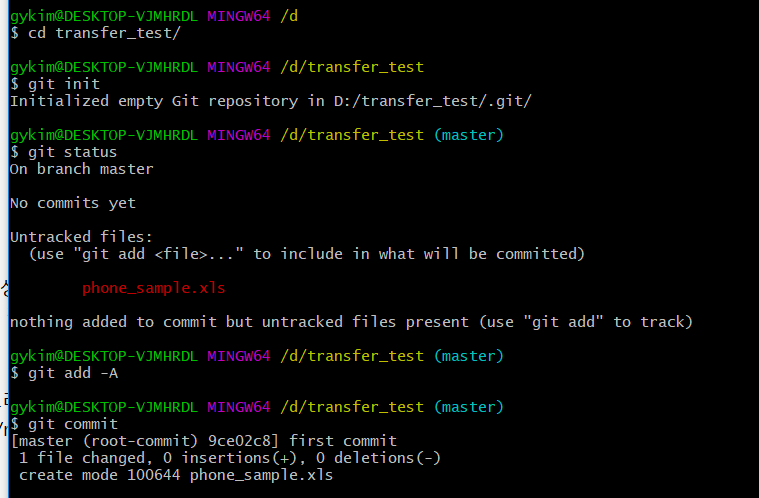 gykim@DESKTOP-VJMHRDL MINGW64 /d
$ cd transfer_test/
gykim@DESKTOP-VJMHRDL MINGW64 /d/transfer_test
$ git init
Initialized empty Git repository in D:/transfer_test/.git/
gykim@DESKTOP-VJMHRDL MINGW64 /d/transfer_test (master)
$ git status
On branch master
No commits yet
Untracked files:
(use "git add <file>..." to include in what will be committed)
phone_sample.xls
nothing added to commit but untracked files present (use "git add" to track)
gykim@DESKTOP-VJMHRDL MINGW64 /d/transfer_test (master)
$ git add -A
gykim@DESKTOP-VJMHRDL MINGW64 /d/transfer_test (master)
$ git commit
[master (root-commit) 9ce02c8] first commit
1 file changed, 0 insertions(+), 0 deletions(-)
create mode 100644 phone_sample.xls